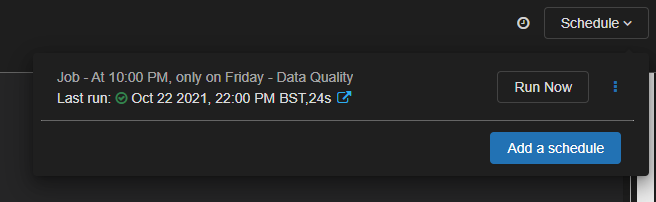 Schedule
Job - At 10:00 PM, only on Friday - Data Quality
Run Now
Last run: Oct 22 2021, 22:00 PM BST,24s
Add a schedule